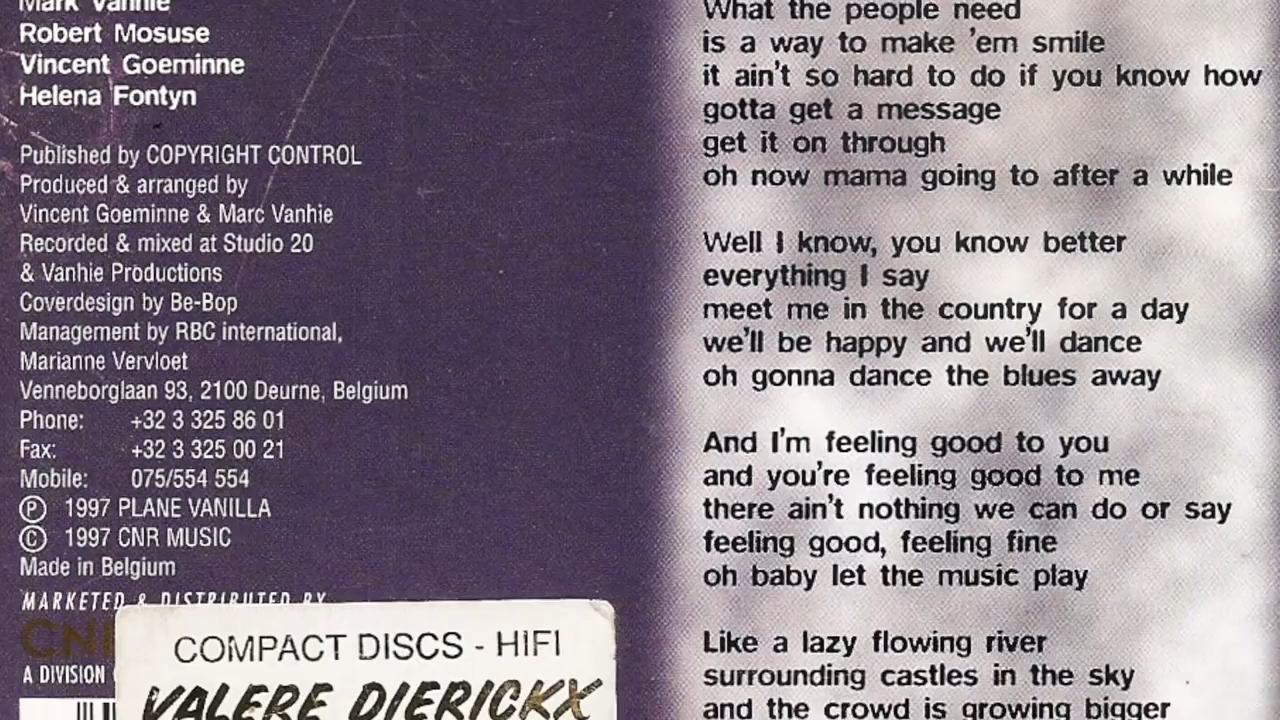 Mark Vanhie
Robert Mosuse
Vincent Goeminne
Helena Fontyn
Published by COPYRIGHT CONTROL
Produced & arranged by
Vincent Goeminne & Marc Vanhie
Recorded & mixed at Studio 20
& Vanhie Productions
Coverdesign by Be-Bop
Management by RBC international,
Marianne Vervloet
Venneborglaan 93, 2100 Deurne, Belgium
Phone: +32 3 325 86 01
Fax: +32 3 325 00 21
Mobile: 075/554 554
Ⓟ 1997 PLANE VANILLA
© 1997 CNR MUSIC
Made in Belgium
MARKETED & DISTRIBUTED BY
CNR
A DIVISION
COMPACT DISCS - HIFI
VALERE DIERICKX
What the people need
is a way to make 'em smile
it ain't so hard to do if you know how
gotta get a message
get it on through
oh now mama going to after a while
Well I know, you know better
everything I say
meet me in the country for a day
we'll be happy and we'll dance
oh gonna dance the blues away
And I'm feeling good to you
and you're feeling good to me
there ain't nothing we can do or say
feeling good, feeling fine
oh baby let the music play
Like a lazy flowing river
surrounding castles in the sky
and the crowd is growing bigger